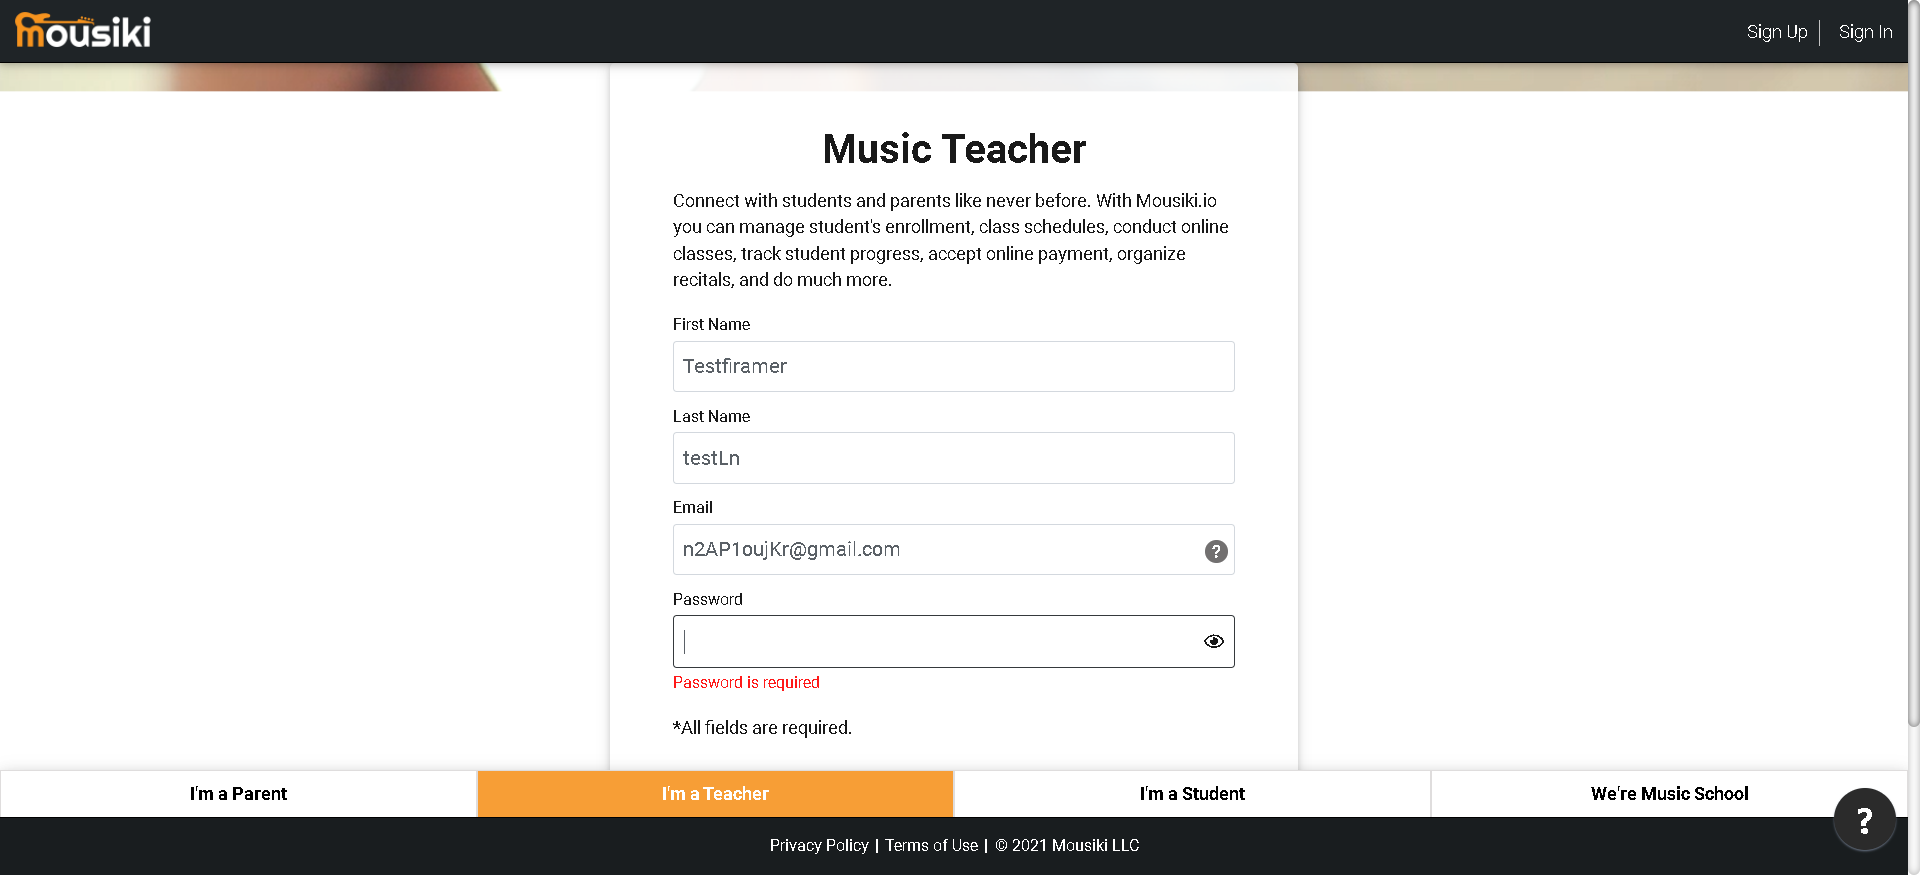 mousiki
Sign Up
Sign In
Music Teacher
Connect with students and parents like never before. With Mousiki.io
you can manage student's enrollment, class schedules, conduct online
classes, track student progress, accept online payment, organize
recitals, and do much more.
First Name
Testfiramer
Last Name
testLn
Email
n2AP1oujKr@gmail.com
?
Password
Password is required
*All fields are required.
I'm a Parent
I'm a Teacher
I'm a Student
We're Music School
?
Privacy Policy | Terms of Use | © 2021 Mousiki LLC